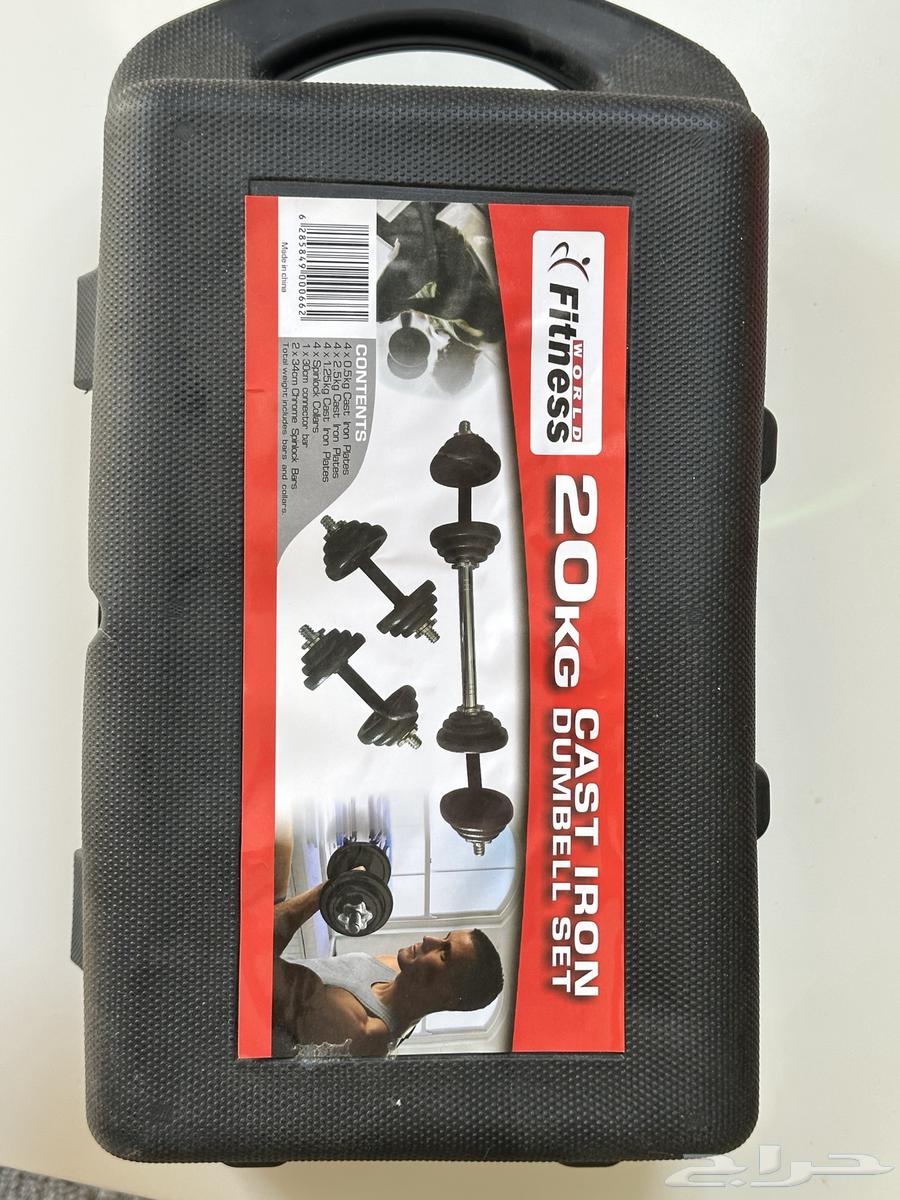 WORLD
Fitness
20KG CAST IRON
DUMBELL SET
6 285849 000662
Made in china
CONTENTS
4 x 0.5kg Cast Iron Plates
4 x 2.5kg Cast Iron Plates
4 x 1.25kg Cast Iron Plates
4 x Spinlock Collars
1 x 30cm connector bar
2 x 34cm Chrome Spinlock Bars
Total weight includes bars and collars.
حراج